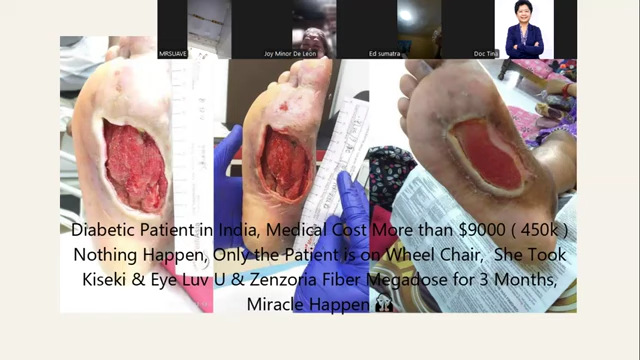 MRSUAVE
Joy Minor De Leon
Ed sumatra
Doc Tina
Diabetic Patient in India, Medical Cost More than $9000 ( 450k )
Nothing Happen, Only the Patient is on Wheel Chair, She Took
Kiseki & Eye Luv U & Zenzoria Fiber Megadose for 3 Months,
Miracle Happen